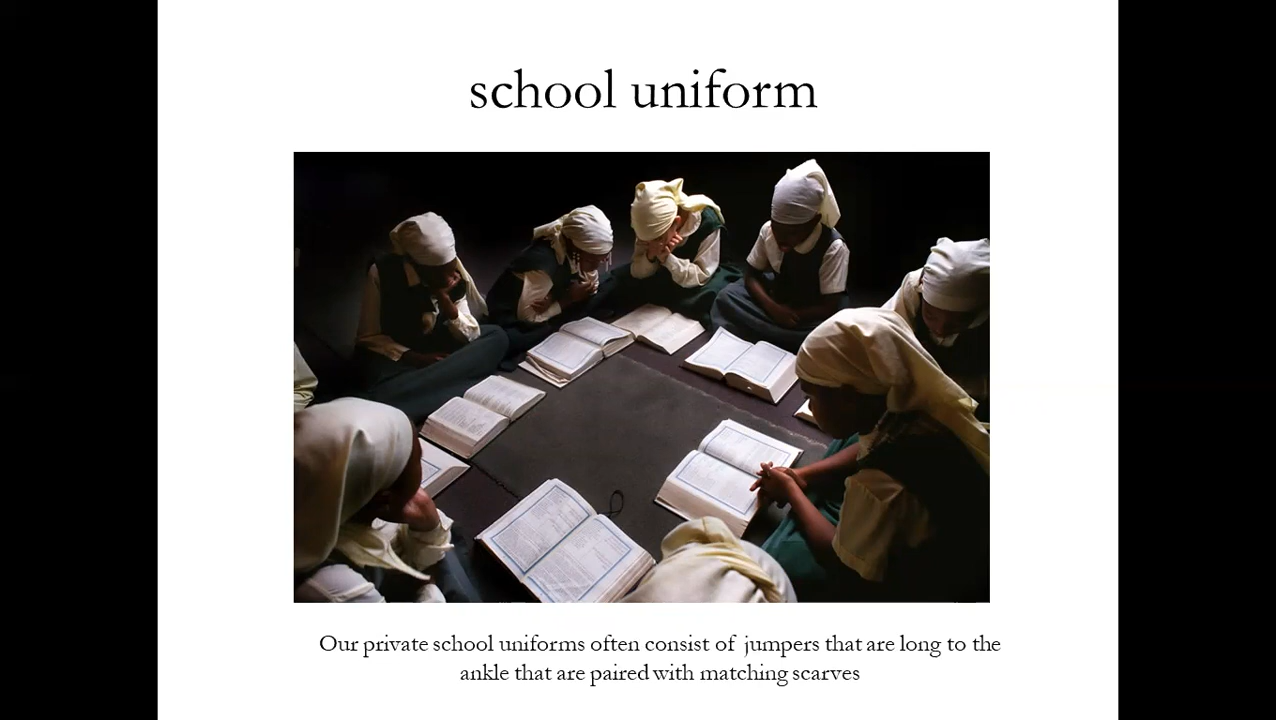 school uniform
Our private school uniforms often consist of jumpers that are long to the
ankle that are paired with matching scarves